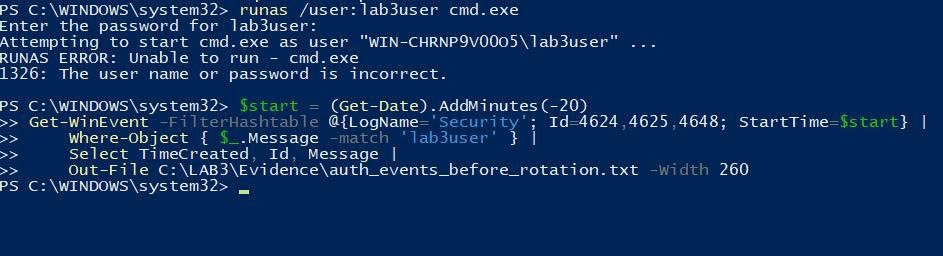 PS C:\WINDOWS\system32> runas /user:lab3user cmd.exe
Enter the password for lab3user:
Attempting to start cmd.exe as user "WIN-CHRNP9V00O5\lab3user" ...
RUNAS ERROR: Unable to run - cmd.exe
1326: The user name or password is incorrect.
PS C:\WINDOWS\system32> $start = (Get-Date).AddMinutes(-20)
>> Get-WinEvent -FilterHashtable @{LogName='Security'; Id=4624,4625,4648; StartTime=$start} |
>>     Where-Object { $_.Message -match 'lab3user' } |
>>     Select TimeCreated, Id, Message |
>>     Out-File C:\LAB3\Evidence\auth_events_before_rotation.txt -Width 260
PS C:\WINDOWS\system32> _